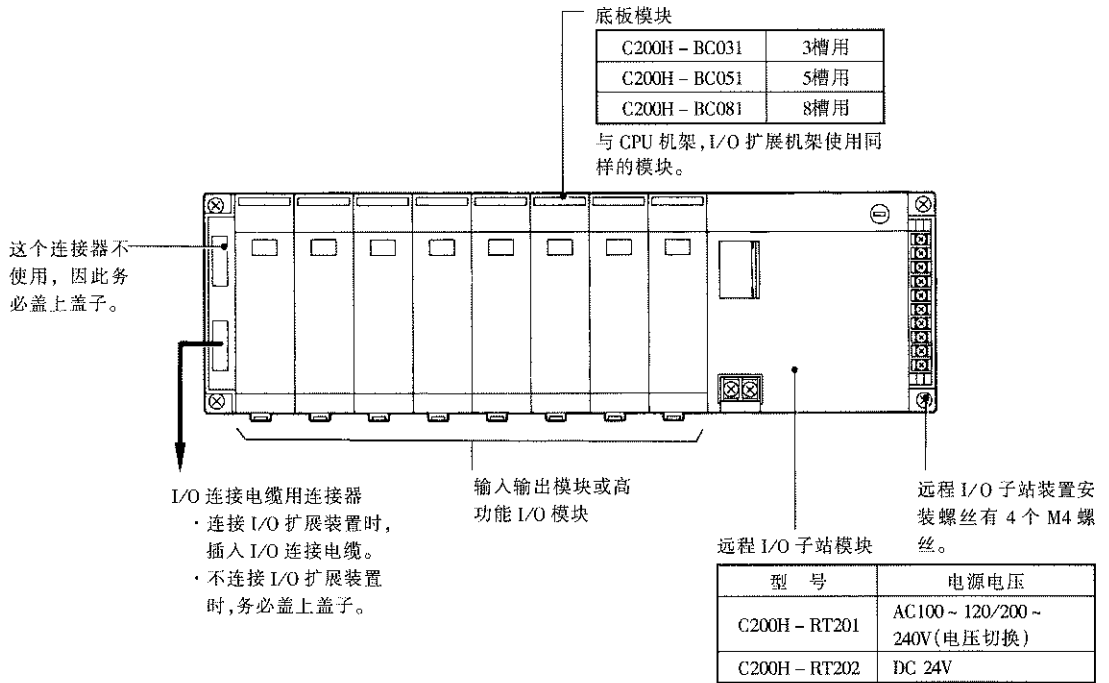 底板模块
C200H – BC031 3槽用
C200H – BC051 5槽用
C200H – BC081 8槽用
与 CPU 机架,I/O 扩展机架使用同
样的模块。
这个连接器不
使用，因此务
必盖上盖子。
I/O 连接电缆用连接器
·连接 I/O 扩展装置时,
插入 I/O 连接电缆。
·不连接 I/O 扩展装置
时,务必盖上盖子。
输入输出模块或高
功能 I/O 模块
远程 I/O 子站装置安
装螺丝有 4 个 M4 螺
丝。
远程 I/O 子站模块
型 号 电源电压
C200H – RT201 AC100 ~ 120/200 ~
240V(电压切换)
C200H – RT202 DC 24V